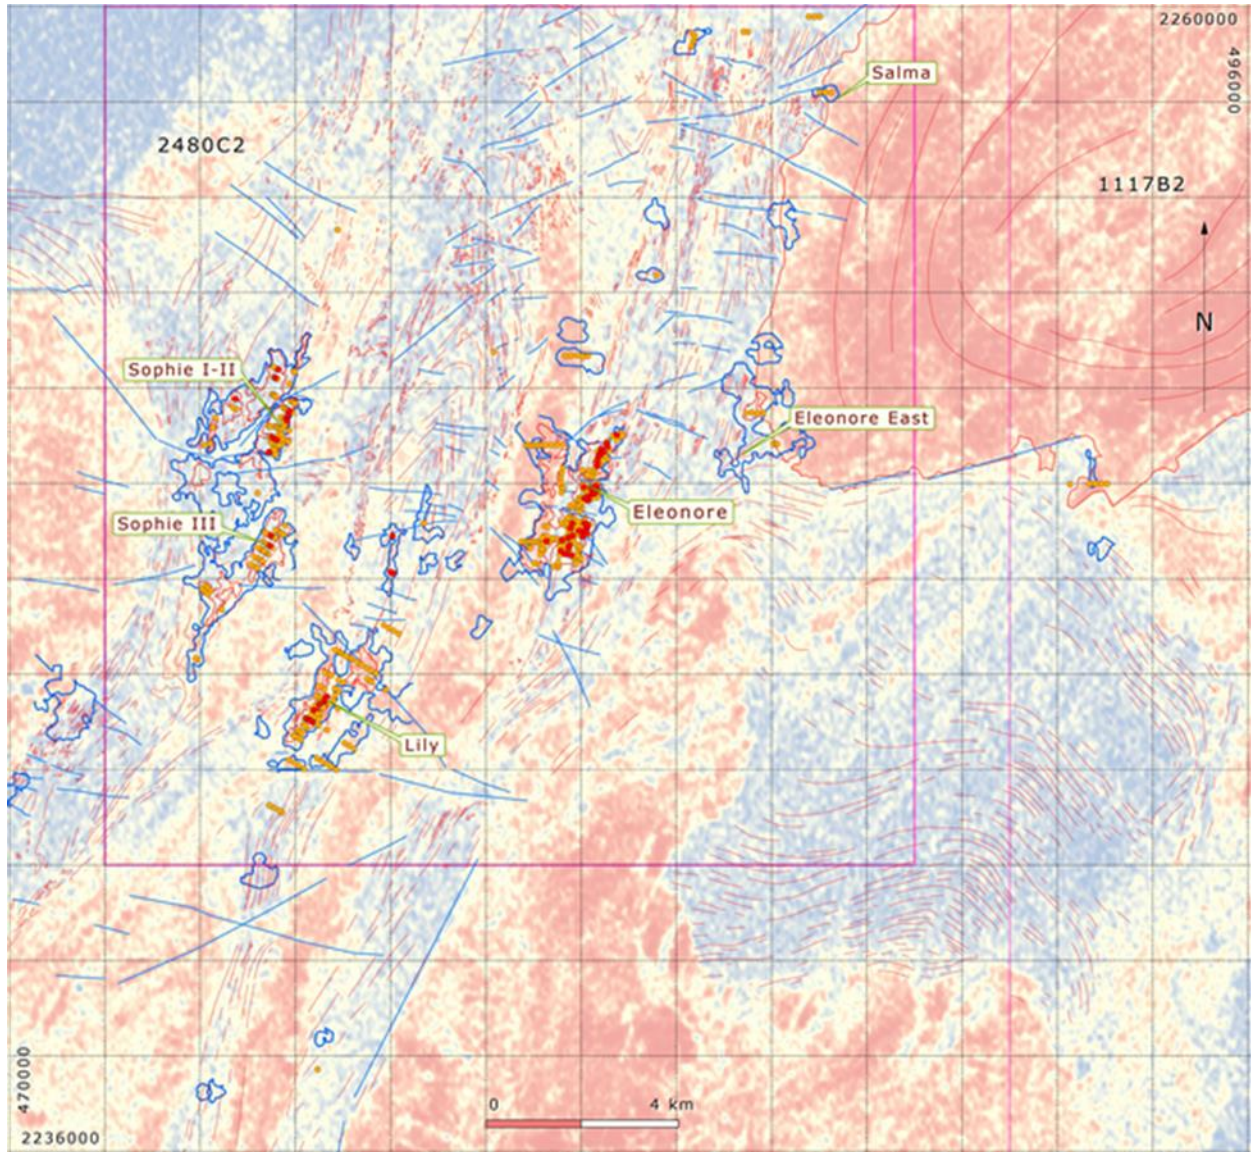 2260000
496000
Salma
2480C2
1117B2
N
Sophie I-II
Eleonore East
Eleonore
Sophie III
Lily
470000
0 4 km
2236000